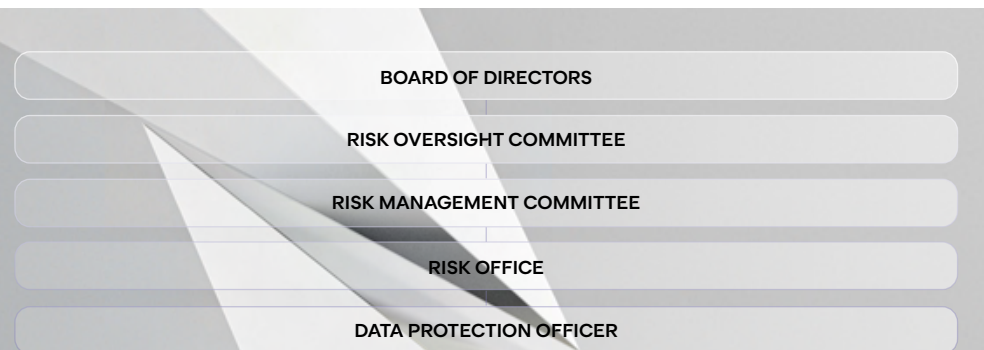 BOARD OF DIRECTORS
RISK OVERSIGHT COMMITTEE
RISK MANAGEMENT COMMITTEE
RISK OFFICE
DATA PROTECTION OFFICER